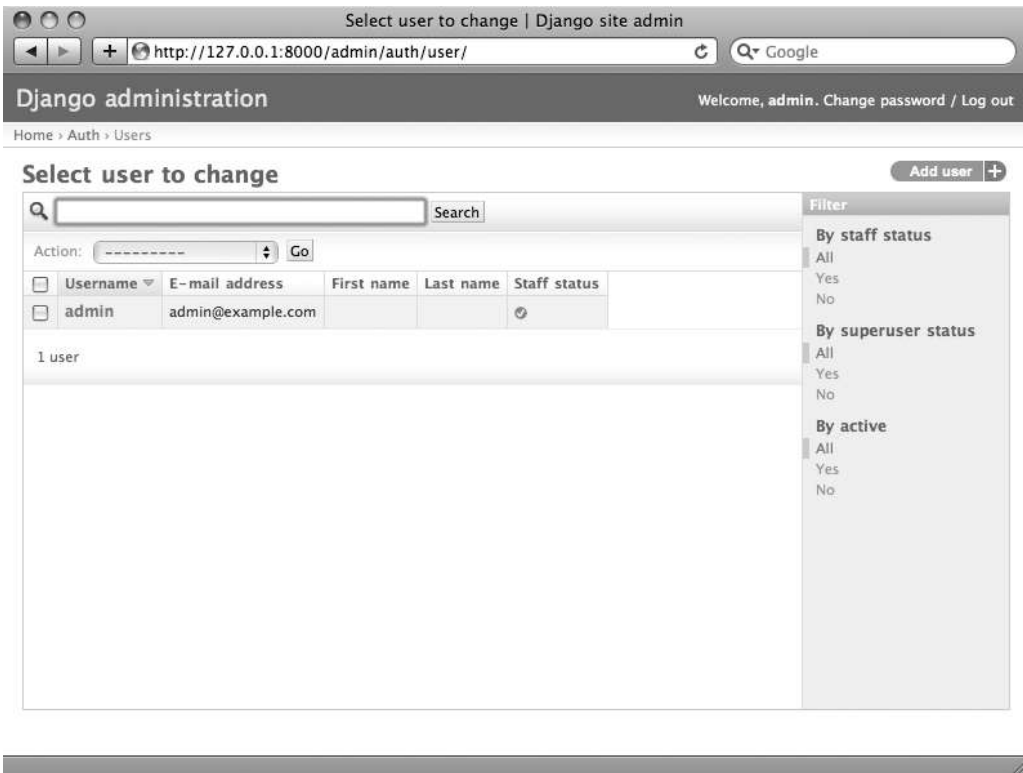 Select user to change | Django site admin
http://127.0.0.1:8000/admin/auth/user/
Google
Django administration
Welcome, admin. Change password / Log out
Home › Auth › Users
Select user to change
Add user
Search
Filter
Action: --------- Go
By staff status
All
Yes
No
Username E-mail address First name Last name Staff status
admin admin@example.com
1 user
By superuser status
All
Yes
No
By active
All
Yes
No